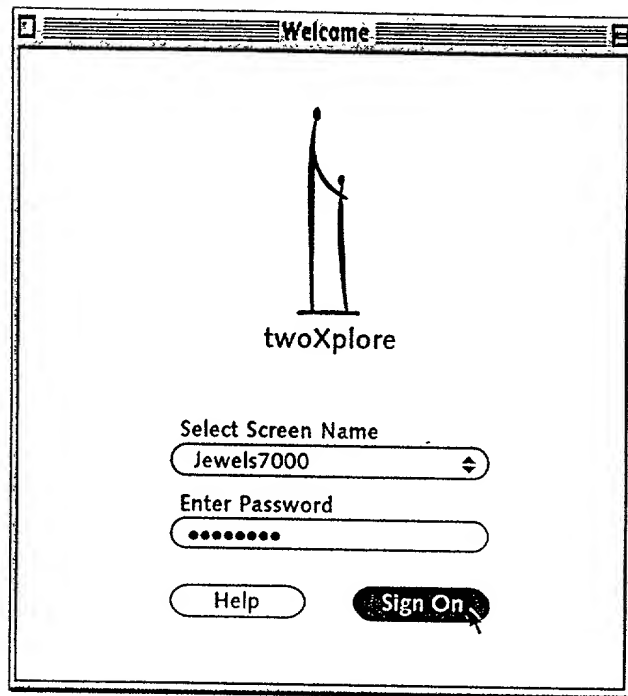 Welcome
twoXplore
Select Screen Name
Jewels7000
Enter Password
••••••••
Help
Sign On